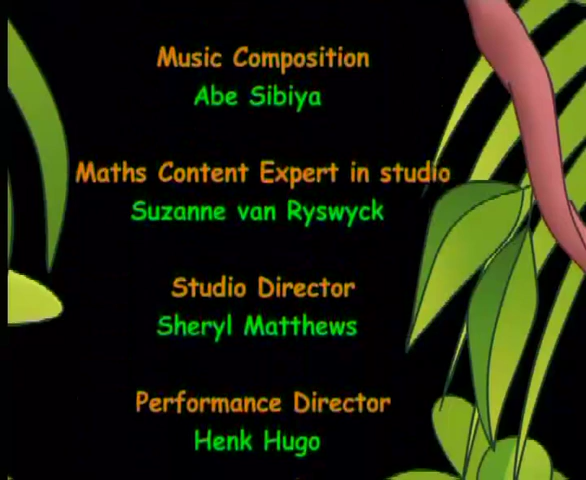 Music Composition
Abe Sibiya
Maths Content Expert in studio
Suzanne van Ryswyck
Studio Director
Sheryl Matthews
Performance Director
Henk Hugo